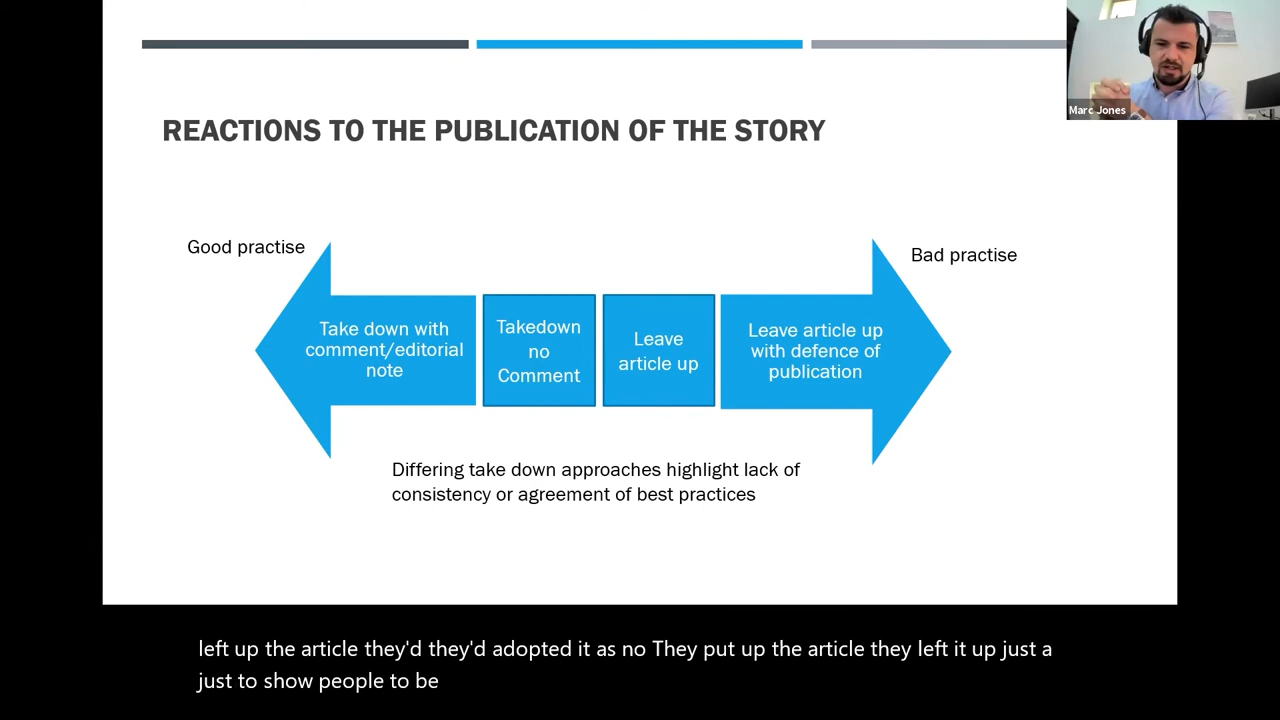 Marc Jones
REACTIONS TO THE PUBLICATION OF THE STORY
Good practise
Bad practise
Take down with
comment/editorial
note
Takedown
no
Comment
Leave
article up
Leave article up
with defence of
publication
Differing take down approaches highlight lack of
consistency or agreement of best practices
left up the article they'd they'd adopted it as no They put up the article they left it up just a
just to show people to be